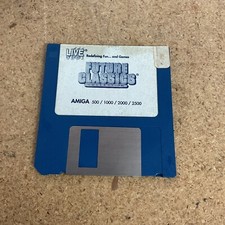 LIVE
Redefining Fun... and Games
FUTURE
CLASSICS
AMIGA 500 / 1000 / 2000 / 2500